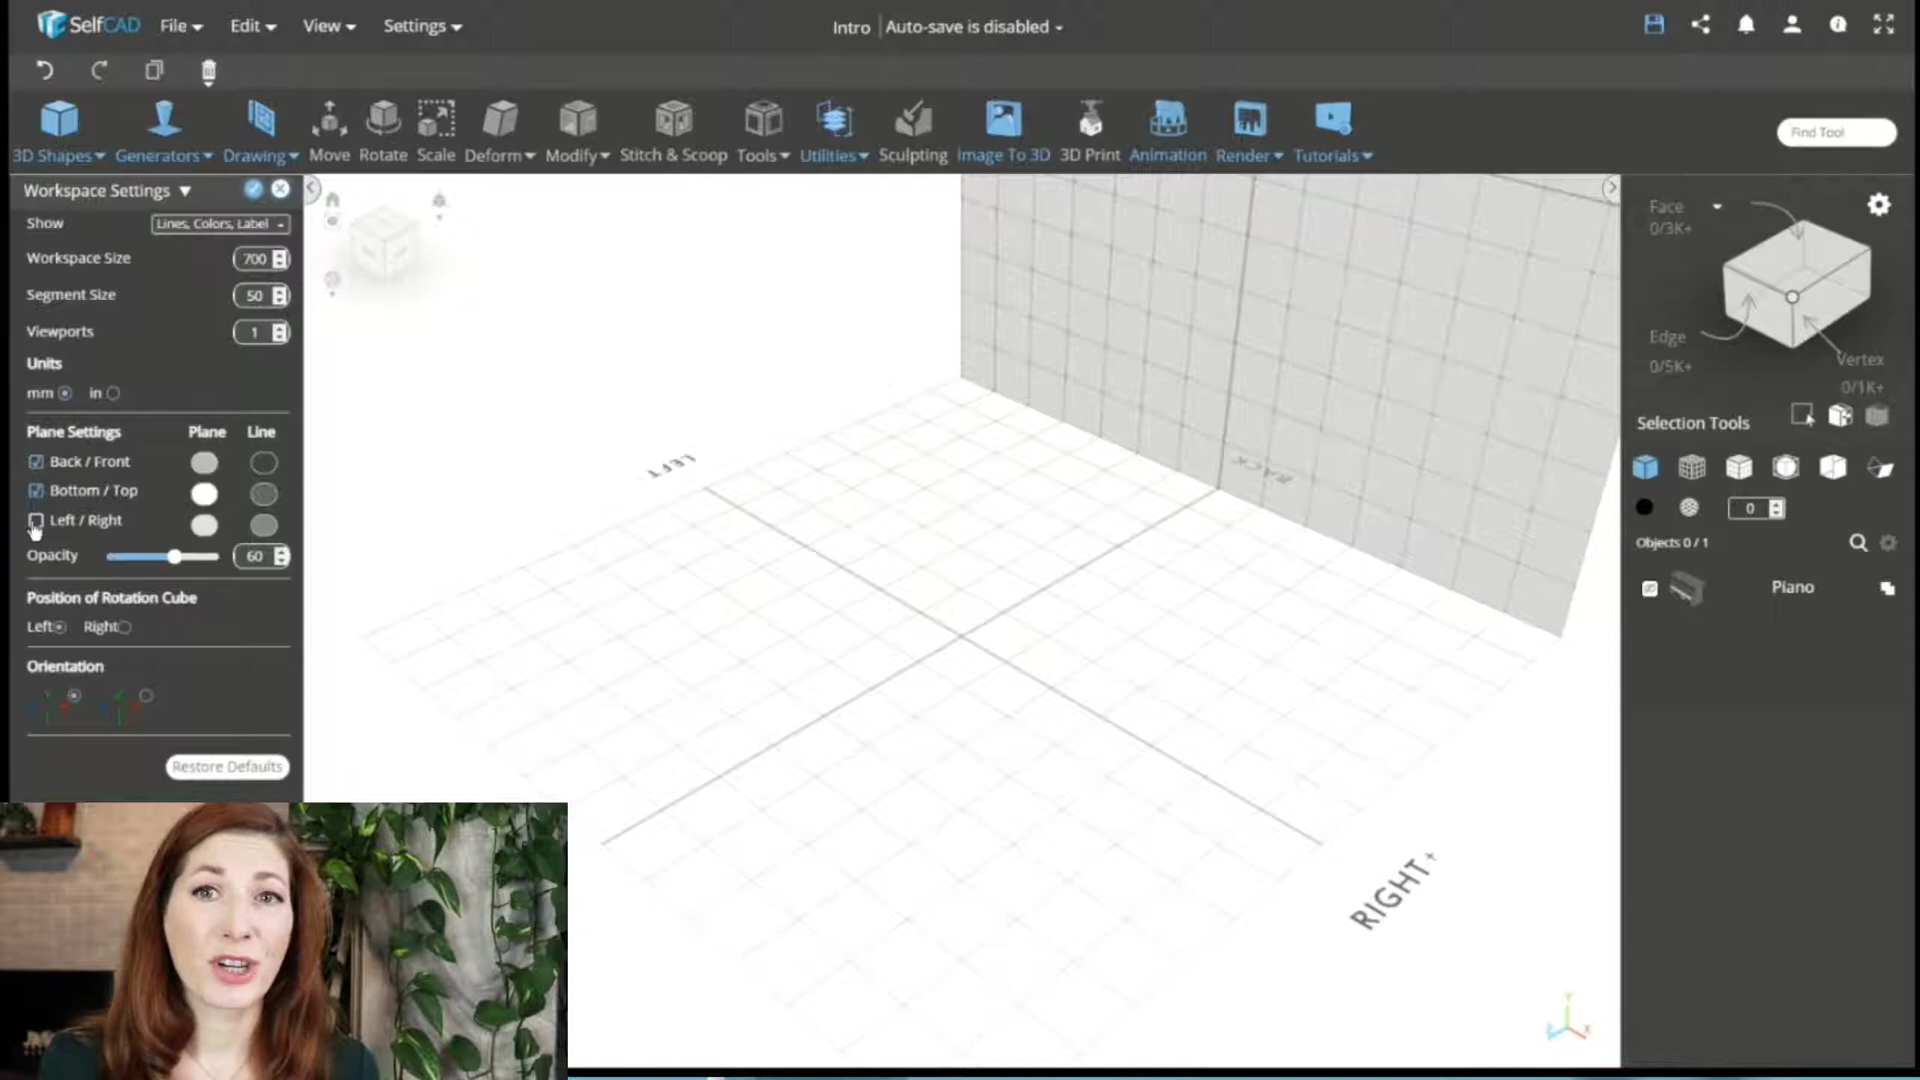 SelfCAD File Edit View Settings Intro Auto-save is disabled
3D Shapes Generators Drawing Move Rotate Scale Deform Modify Stitch & Scoop Tools Utilities Sculpting Image To 3D 3D Print Animation Render Tutorials Find Tool
Workspace Settings
Show Lines, Colors, Label
Workspace Size 700
Segment Size 50
Viewports 1
Units
mm in
Plane Settings Plane Line
Back / Front
Bottom / Top
Left / Right
Opacity 60
Position of Rotation Cube
Left Right
Orientation
Restore Defaults
LEFT
BACK
RIGHT+
Y
X
Face
0/3K+
Edge
0/5K+
Vertex
0/1K+
Selection Tools
0
Objects 0 / 1
Piano